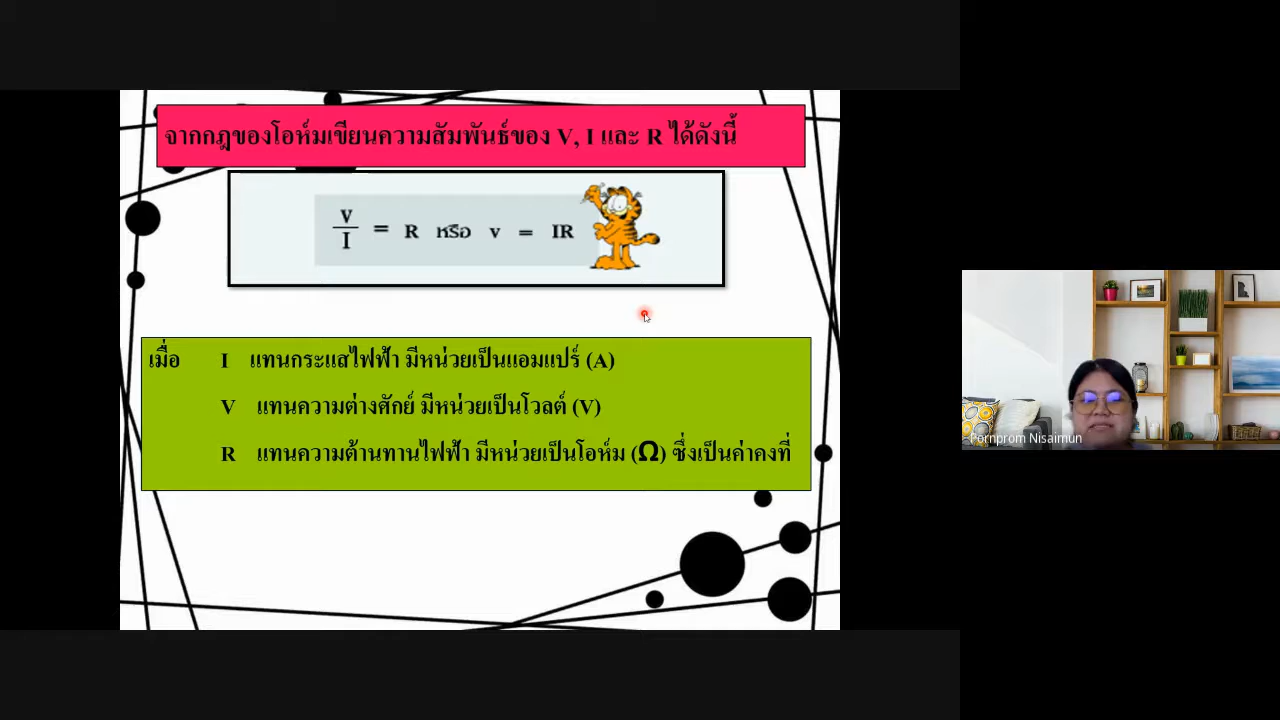 จากกฎของโอห์มเขียนความสัมพันธ์ของ V, I และ R ได้ดังนี้
V/I = R หรือ v = IR
เมื่อ I แทนกระแสไฟฟ้า มีหน่วยเป็นแอมแปร์ (A)
V แทนความต่างศักย์ มีหน่วยเป็นโวลต์ (V)
R แทนความต้านทานไฟฟ้า มีหน่วยเป็นโอห์ม (Ω) ซึ่งเป็นค่าคงที่
Pornprom Nisaimun